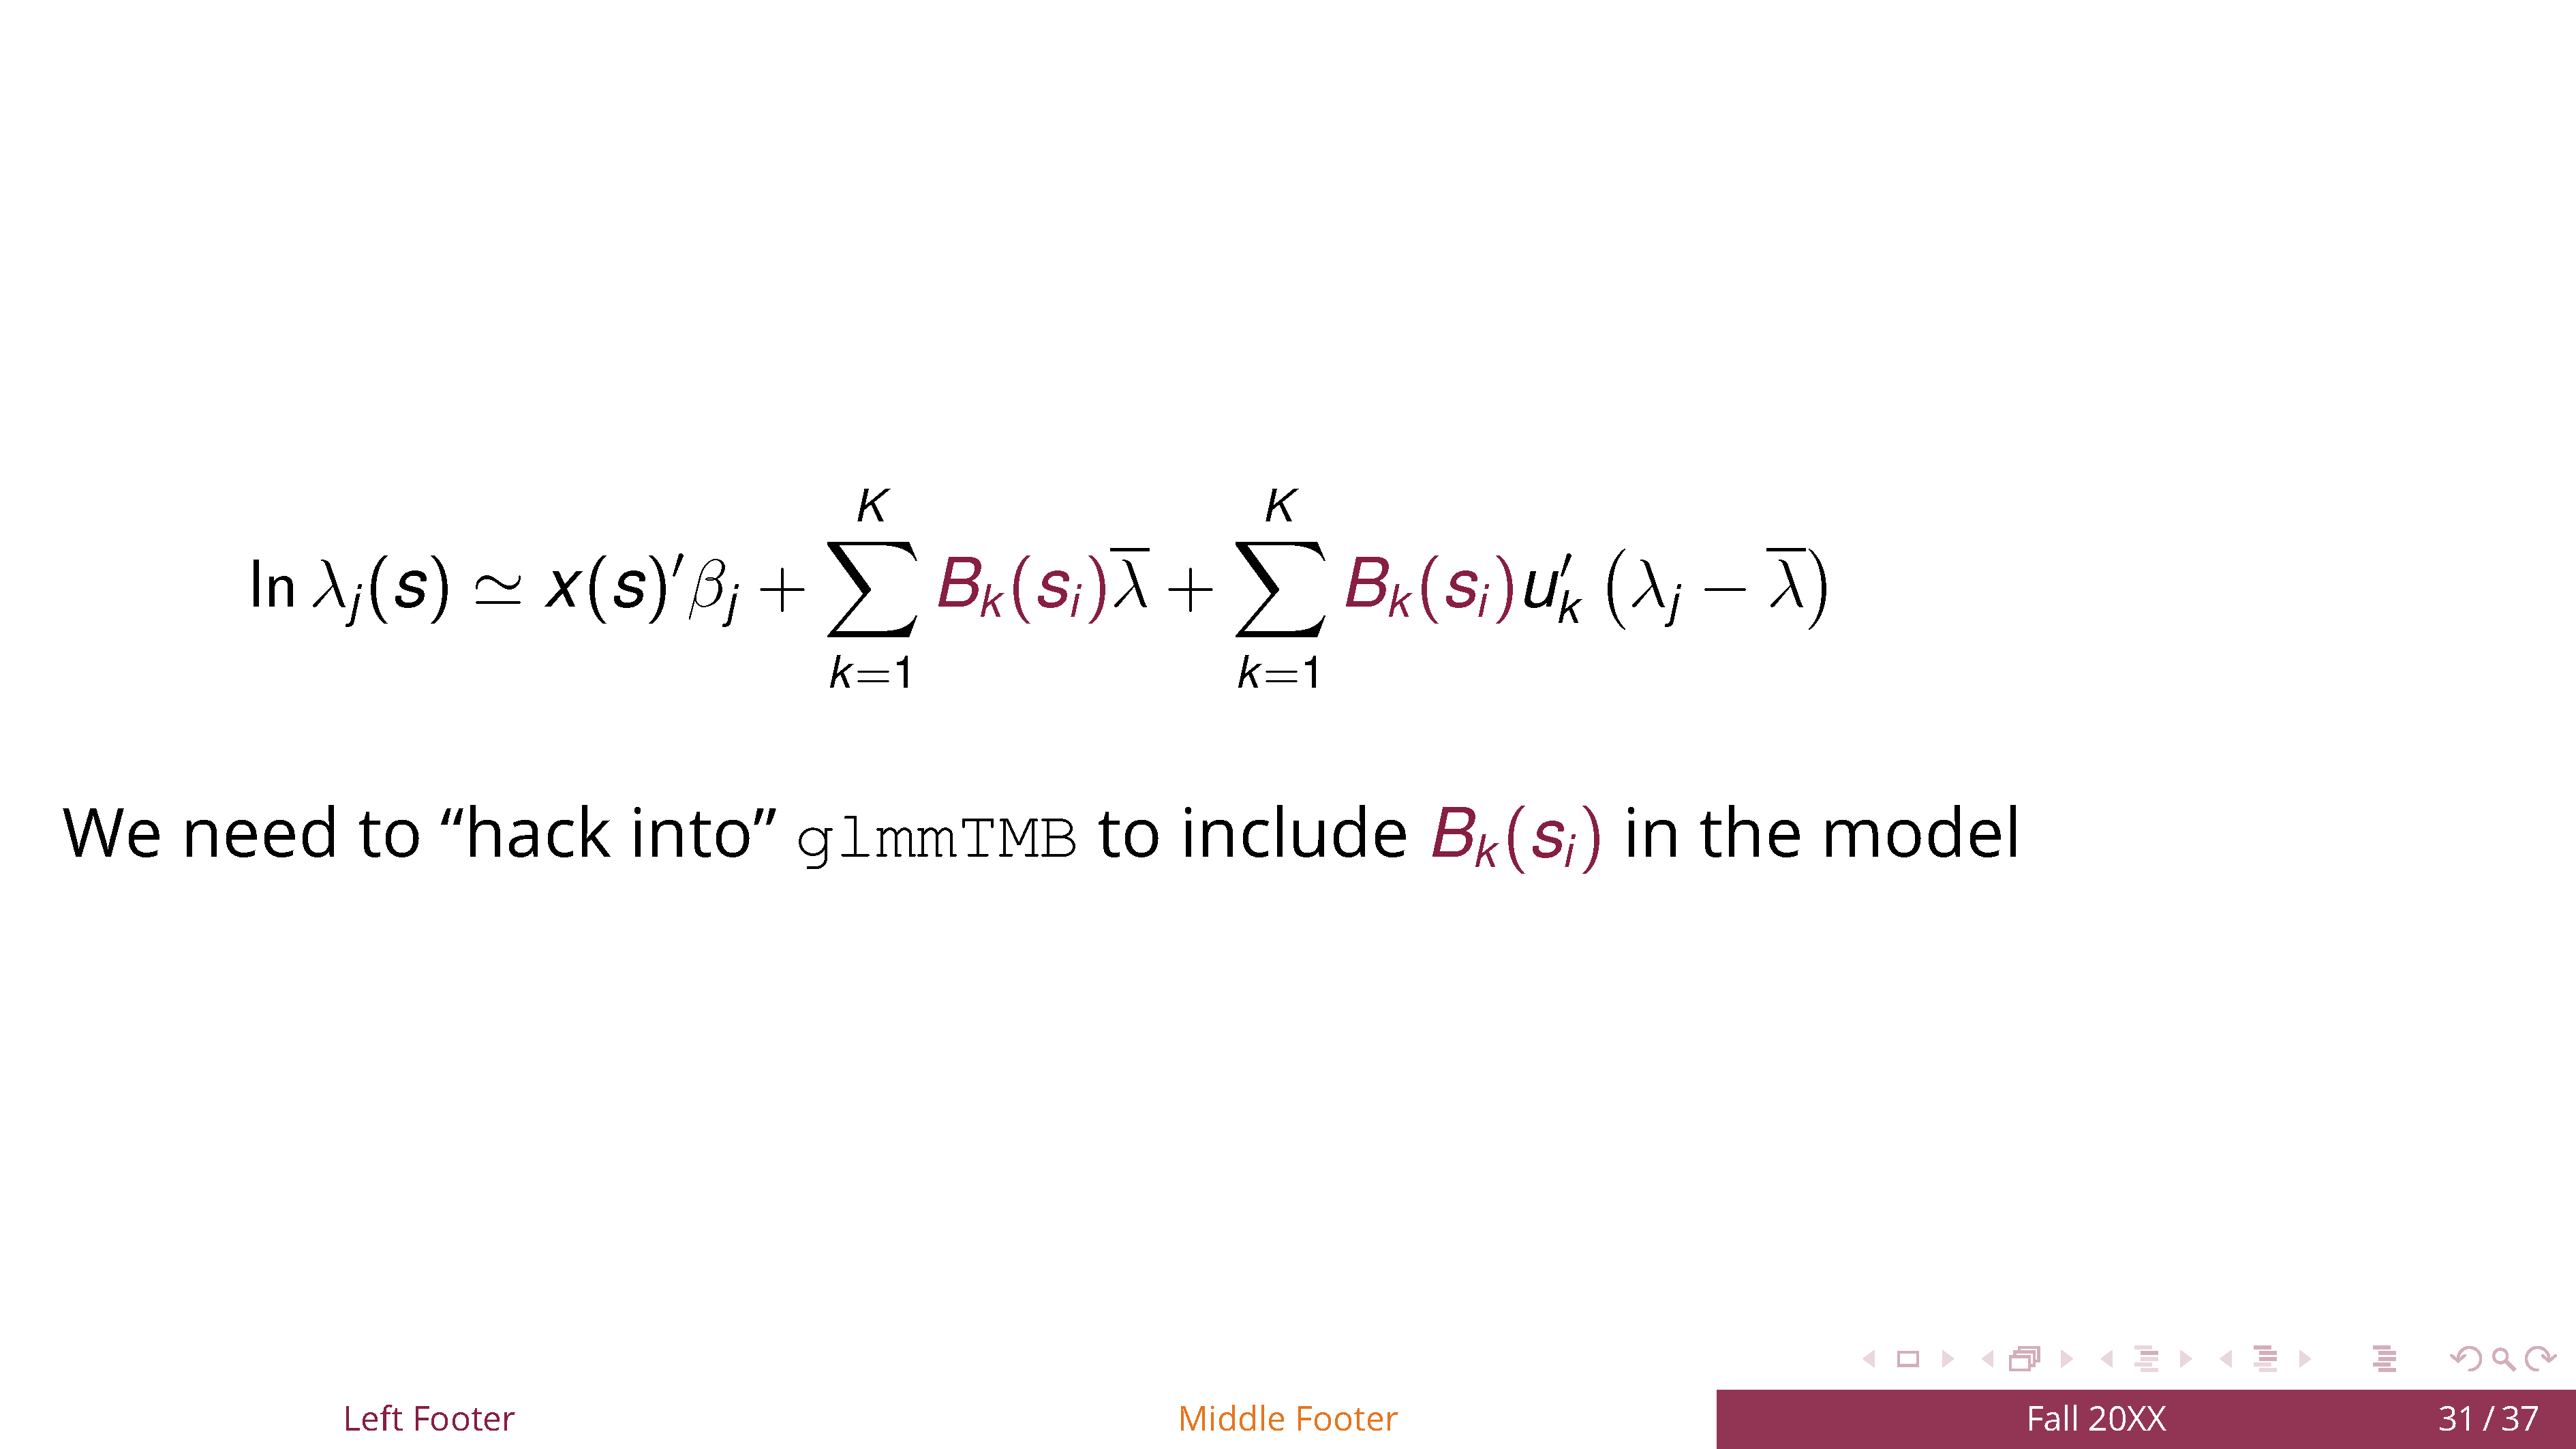 ln λ_j(s) ≃ x(s)′β_j + ∑_{k=1}^{K} B_k(s_i)λ̅ + ∑_{k=1}^{K} B_k(s_i)u′_k (λ_j − λ̅)
We need to “hack into” glmmTMB to include B_k(s_i) in the model
Left Footer Middle Footer Fall 20XX 31 / 37